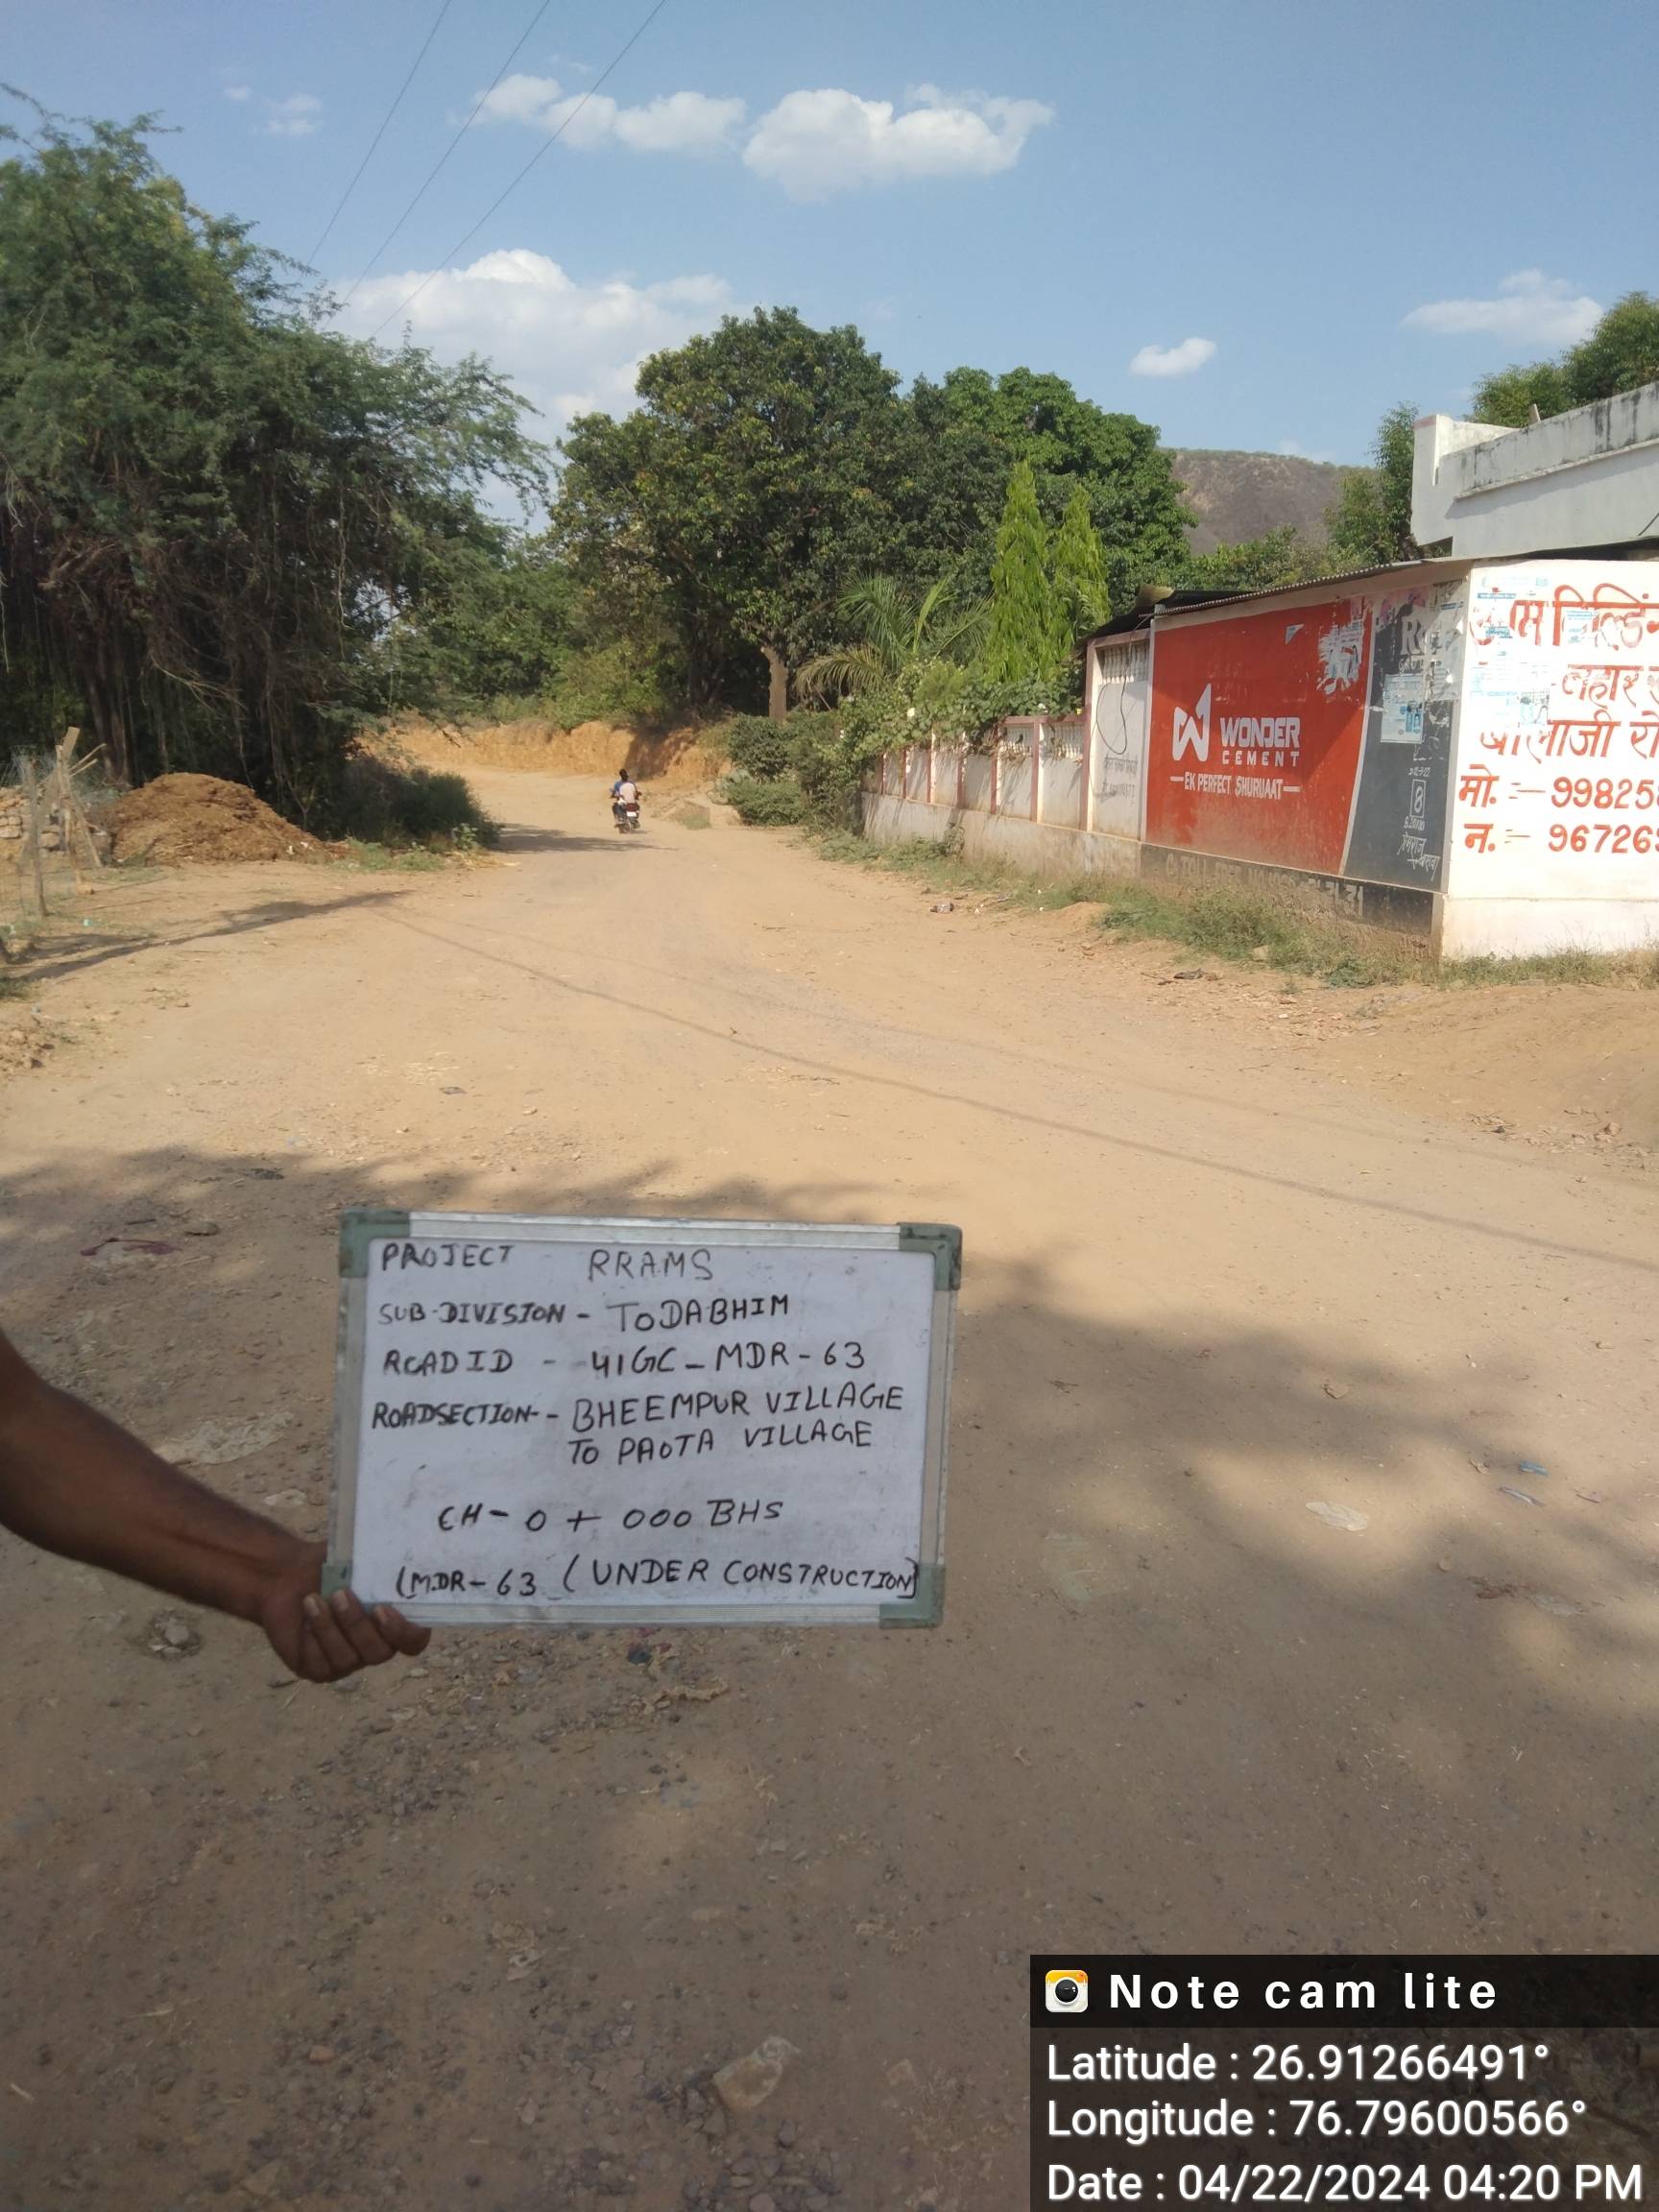 WONDER
CEMENT
EK PERFECT SHURUAAT
8
लहार
बालाजी रो
मो. :- 99825
न. :- 96726
PROJECT - RRAMS
SUB-DIVISION - TODABHIM
ROAD ID - 41GC - MDR - 63
ROADSECTION - BHEEMPUR VILLAGE
TO PAOTA VILLAGE
CH - 0 + 000 BHS
(MDR - 63 (UNDER CONSTRUCTION)
Note cam lite
Latitude : 26.91266491°
Longitude : 76.79600566°
Date : 04/22/2024 04:20 PM